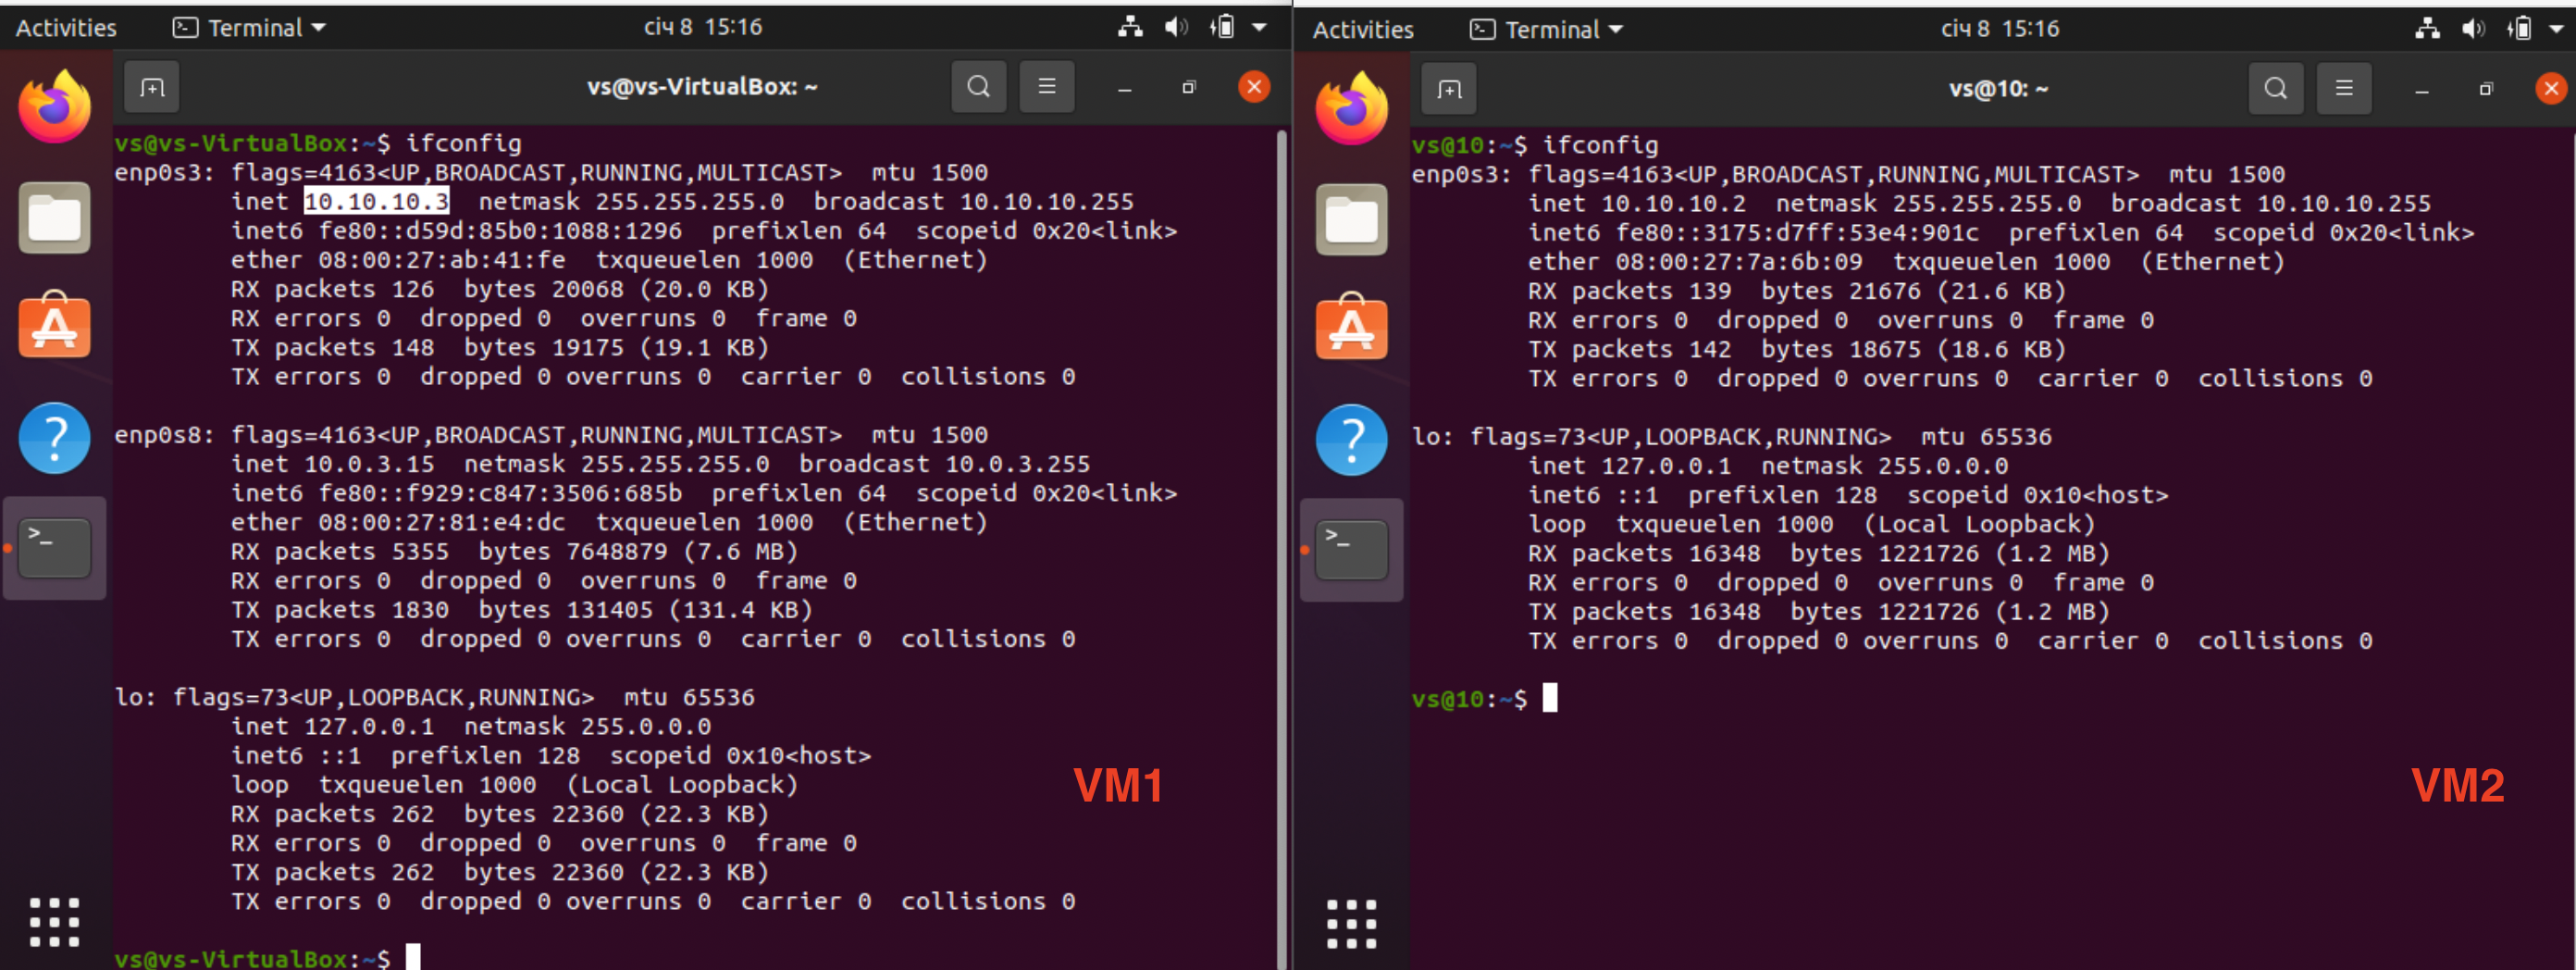 Activities Terminal січ 8 15:16
vs@vs-VirtualBox: ~
vs@vs-VirtualBox:~$ ifconfig
enp0s3: flags=4163<UP,BROADCAST,RUNNING,MULTICAST> mtu 1500
inet 10.10.10.3 netmask 255.255.255.0 broadcast 10.10.10.255
inet6 fe80::d59d:85b0:1088:1296 prefixlen 64 scopeid 0x20<link>
ether 08:00:27:ab:41:fe txqueuelen 1000 (Ethernet)
RX packets 126 bytes 20068 (20.0 KB)
RX errors 0 dropped 0 overruns 0 frame 0
TX packets 148 bytes 19175 (19.1 KB)
TX errors 0 dropped 0 overruns 0 carrier 0 collisions 0
enp0s8: flags=4163<UP,BROADCAST,RUNNING,MULTICAST> mtu 1500
inet 10.0.3.15 netmask 255.255.255.0 broadcast 10.0.3.255
inet6 fe80::f929:c847:3506:685b prefixlen 64 scopeid 0x20<link>
ether 08:00:27:81:e4:dc txqueuelen 1000 (Ethernet)
RX packets 5355 bytes 7648879 (7.6 MB)
RX errors 0 dropped 0 overruns 0 frame 0
TX packets 1830 bytes 131405 (131.4 KB)
TX errors 0 dropped 0 overruns 0 carrier 0 collisions 0
lo: flags=73<UP,LOOPBACK,RUNNING> mtu 65536
inet 127.0.0.1 netmask 255.0.0.0
inet6 ::1 prefixlen 128 scopeid 0x10<host>
loop txqueuelen 1000 (Local Loopback)
RX packets 262 bytes 22360 (22.3 KB)
RX errors 0 dropped 0 overruns 0 frame 0
TX packets 262 bytes 22360 (22.3 KB)
TX errors 0 dropped 0 overruns 0 carrier 0 collisions 0
vs@vs-VirtualBox:~$
VM1
Activities Terminal січ 8 15:16
vs@10: ~
vs@10:~$ ifconfig
enp0s3: flags=4163<UP,BROADCAST,RUNNING,MULTICAST> mtu 1500
inet 10.10.10.2 netmask 255.255.255.0 broadcast 10.10.10.255
inet6 fe80::3175:d7ff:53e4:901c prefixlen 64 scopeid 0x20<link>
ether 08:00:27:7a:6b:09 txqueuelen 1000 (Ethernet)
RX packets 139 bytes 21676 (21.6 KB)
RX errors 0 dropped 0 overruns 0 frame 0
TX packets 142 bytes 18675 (18.6 KB)
TX errors 0 dropped 0 overruns 0 carrier 0 collisions 0
lo: flags=73<UP,LOOPBACK,RUNNING> mtu 65536
inet 127.0.0.1 netmask 255.0.0.0
inet6 ::1 prefixlen 128 scopeid 0x10<host>
loop txqueuelen 1000 (Local Loopback)
RX packets 16348 bytes 1221726 (1.2 MB)
RX errors 0 dropped 0 overruns 0 frame 0
TX packets 16348 bytes 1221726 (1.2 MB)
TX errors 0 dropped 0 overruns 0 carrier 0 collisions 0
vs@10:~$
VM2